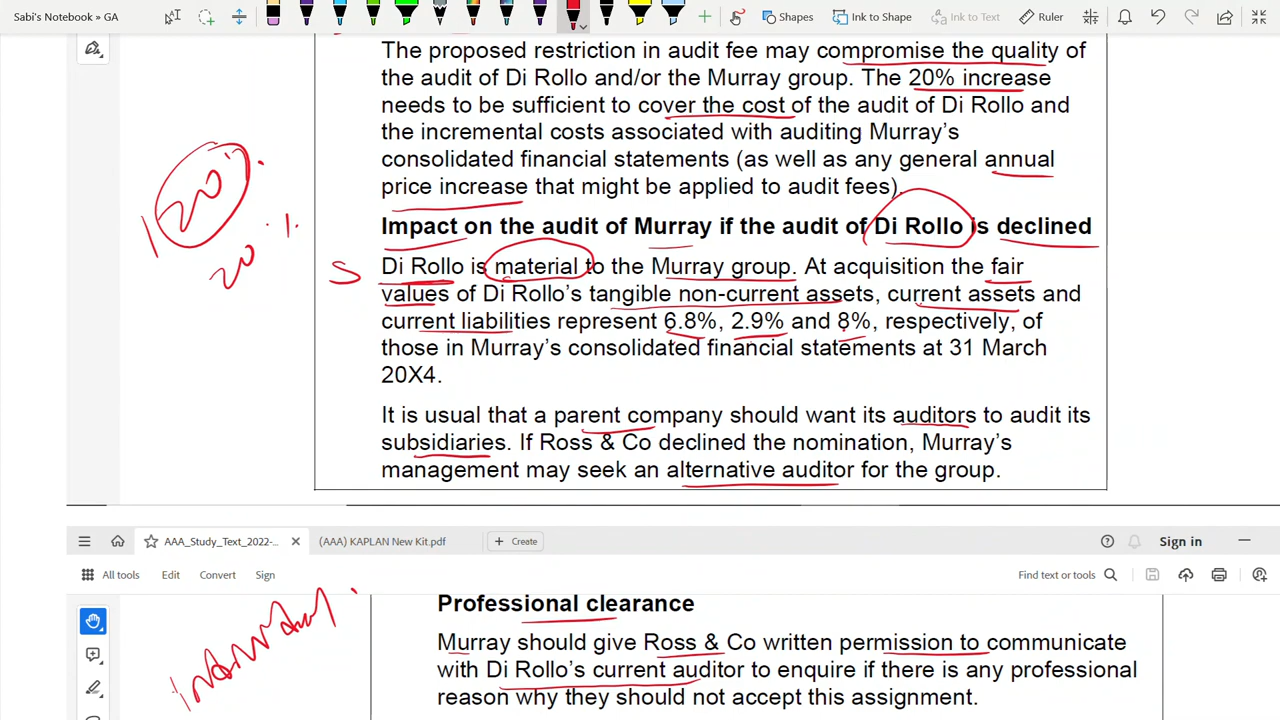 Sabi's Notebook » GA
Shapes
Ink to Shape
Ink to Text
Ruler
The proposed restriction in audit fee may compromise the quality of
the audit of Di Rollo and/or the Murray group. The 20% increase
needs to be sufficient to cover the cost of the audit of Di Rollo and
the incremental costs associated with auditing Murray's
consolidated financial statements (as well as any general annual
price increase that might be applied to audit fees).
120%
20%
Impact on the audit of Murray if the audit of Di Rollo is declined
S
Di Rollo is material to the Murray group. At acquisition the fair
values of Di Rollo's tangible non-current assets, current assets and
current liabilities represent 6.8%, 2.9% and 8%, respectively, of
those in Murray's consolidated financial statements at 31 March
20X4.
It is usual that a parent company should want its auditors to audit its
subsidiaries. If Ross & Co declined the nomination, Murray's
management may seek an alternative auditor for the group.
AAA_Study_Text_2022-...
(AAA) KAPLAN New Kit.pdf
Create
Sign in
All tools
Edit
Convert
Sign
Find text or tools
Professional clearance
Murray should give Ross & Co written permission to communicate
with Di Rollo's current auditor to enquire if there is any professional
reason why they should not accept this assignment.